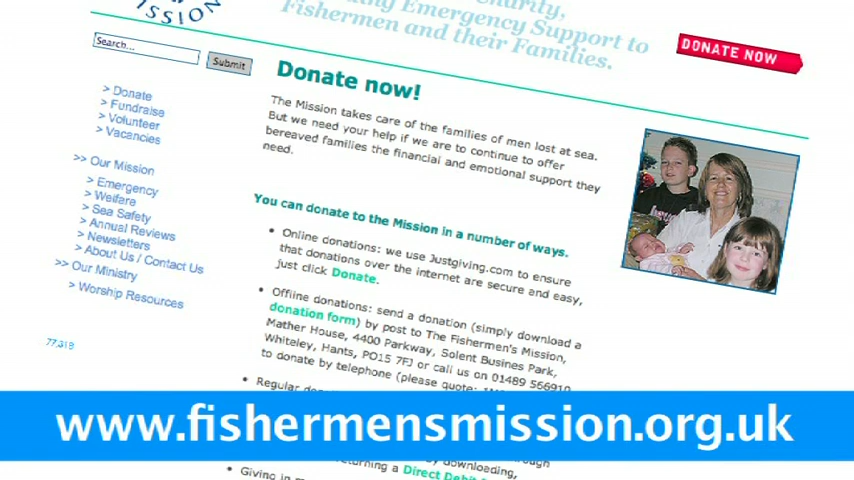 MISSION
Charity,
Emergency Support to
Fishermen and their Families.
DONATE NOW
Search...
Submit
> Donate
> Fundraise
> Volunteer
> Vacancies
>> Our Mission
> Emergency
> Welfare
> Sea Safety
> Annual Reviews
> Newsletters
> About Us / Contact Us
>> Our Ministry
> Worship Resources
77,318
Donate now!
The Mission takes care of the families of men lost at sea.
But we need your help if we are to continue to offer
bereaved families the financial and emotional support they
need.
You can donate to the Mission in a number of ways.
• Online donations: we use Justgiving.com to ensure
that donations over the internet are secure and easy,
just click Donate.
• Offline donations: send a donation (simply download a
donation form) by post to The Fishermen's Mission,
Mather House, 4400 Parkway, Solent Busines Park,
Whiteley, Hants, PO15 7FJ or call us on 01489 566910
to donate by telephone (please quote:
• Regular
www.fishermensmission.org.uk
by downloading,
returning a Direct Debit
• Giving in